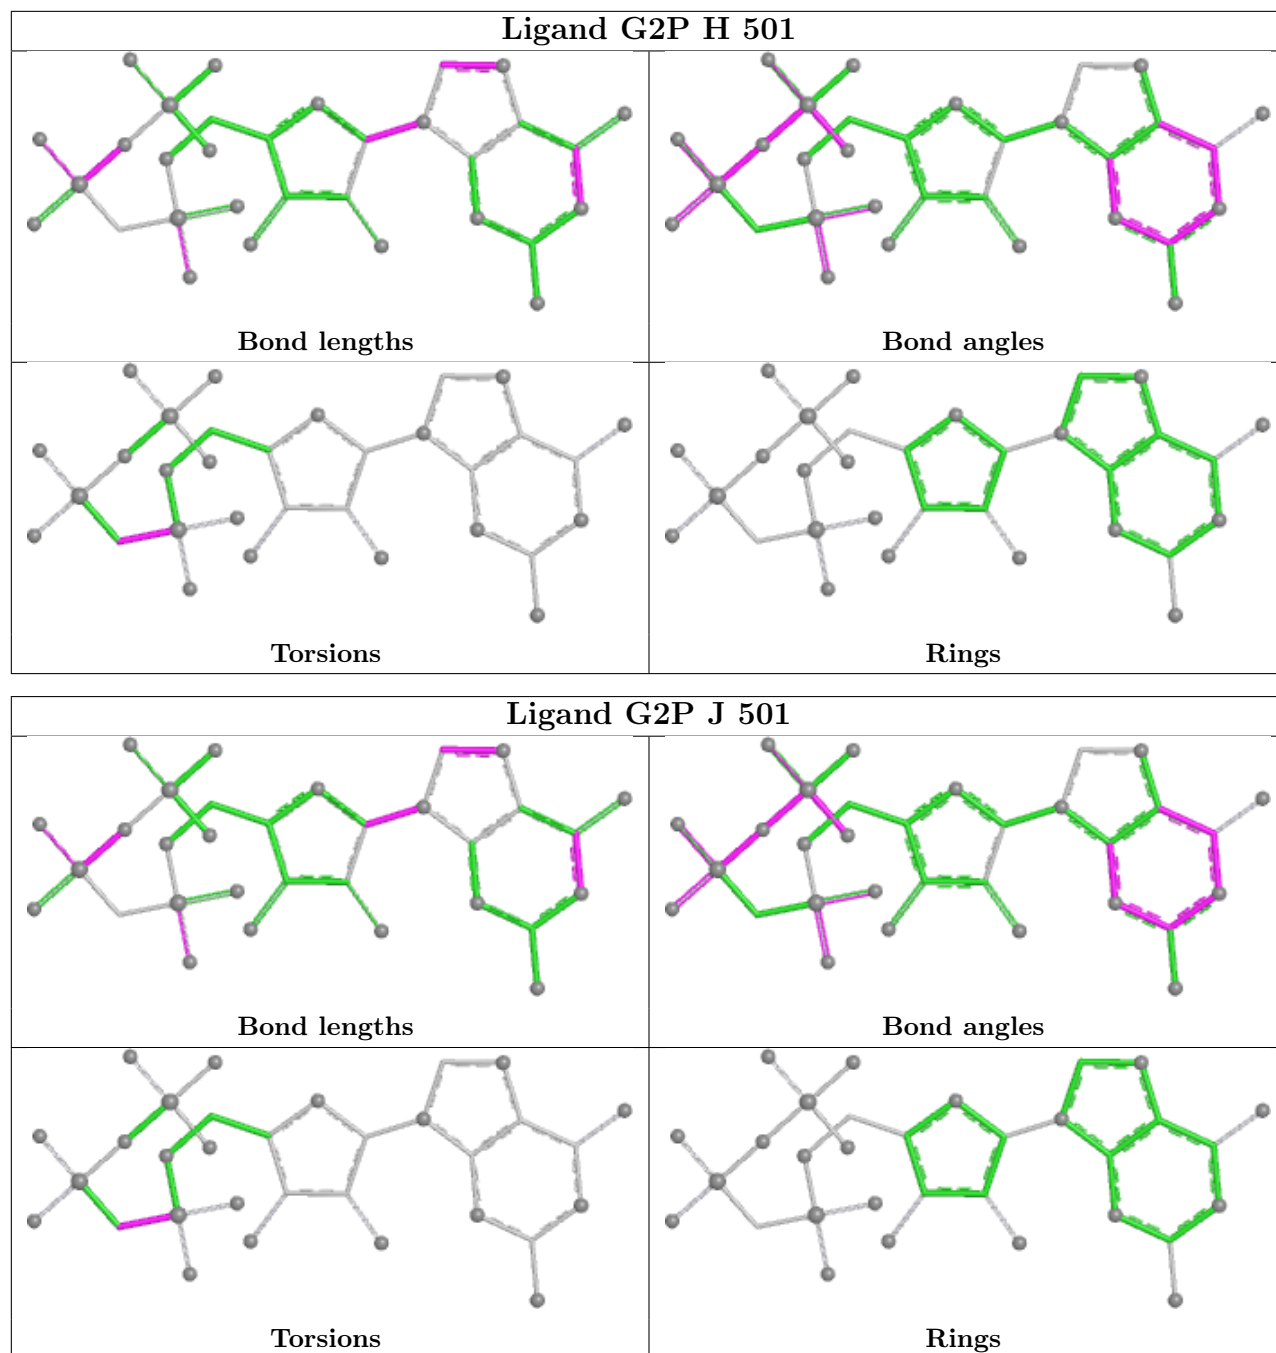 Ligand G2P H 501
Bond lengths
Bond angles
Torsions
Rings
Ligand G2P J 501
Bond lengths
Bond angles
Torsions
Rings